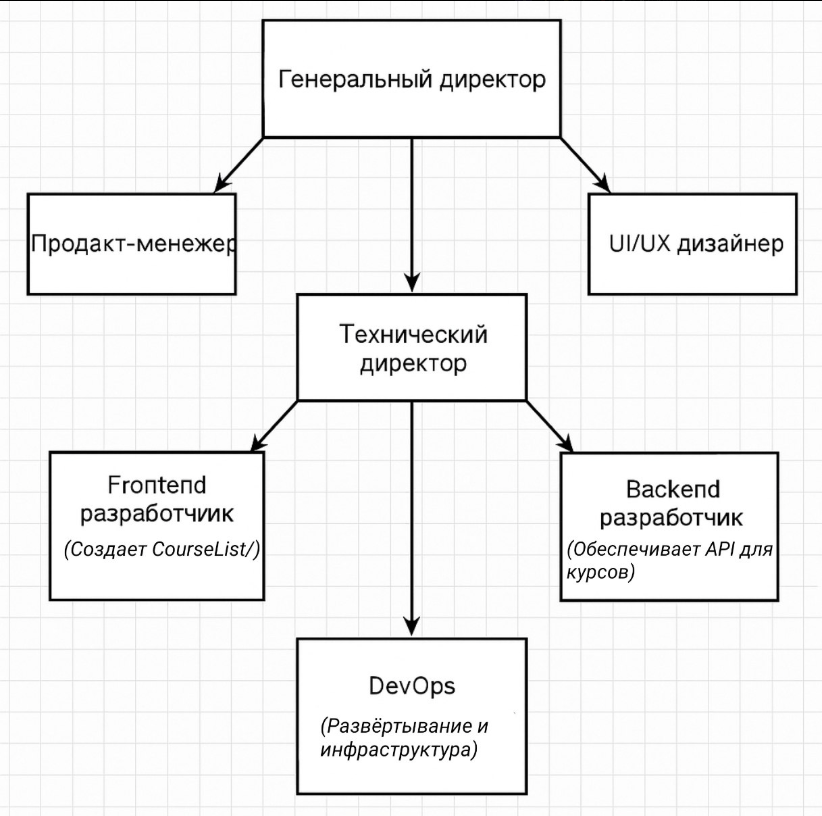 Генеральный директор
Продакт-менежер
UI/UX дизайнер
Технический
директор
Frontend
разработчиик
(Создает CourseList/)
Backend
разработчик
(Обеспечивает API для
курсов)
DevOps
(Развёртывание и
инфраструктура)